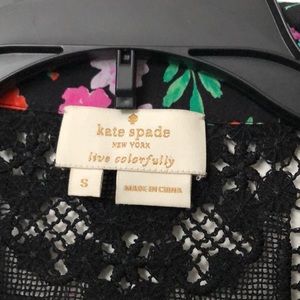 kate spade
NEW YORK
live colorfully
S
MADE IN CHINA